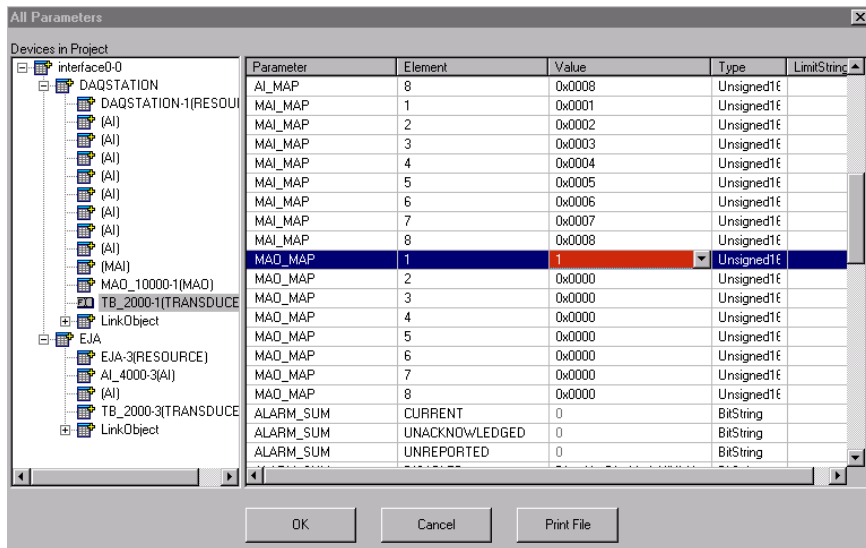 All Parameters
Devices in Project
interface0-0
DAQSTATION
DAQSTATION-1(RESOU
(AI)
(AI)
(AI)
(AI)
(AI)
(AI)
(AI)
(AI)
(MAI)
MAO_10000-1(MAO)
TB_2000-1(TRANSDUCE
LinkObject
EJA
EJA-3(RESOURCE)
AI_4000-3(AI)
(AI)
TB_2000-3(TRANSDUCE
LinkObject
Parameter Element Value Type LimitString
AI_MAP 8 0x0008 Unsigned16
MAI_MAP 1 0x0001 Unsigned16
MAI_MAP 2 0x0002 Unsigned16
MAI_MAP 3 0x0003 Unsigned16
MAI_MAP 4 0x0004 Unsigned16
MAI_MAP 5 0x0005 Unsigned16
MAI_MAP 6 0x0006 Unsigned16
MAI_MAP 7 0x0007 Unsigned16
MAI_MAP 8 0x0008 Unsigned16
MAO_MAP 1 1 Unsigned16
MAO_MAP 2 0x0000 Unsigned16
MAO_MAP 3 0x0000 Unsigned16
MAO_MAP 4 0x0000 Unsigned16
MAO_MAP 5 0x0000 Unsigned16
MAO_MAP 6 0x0000 Unsigned16
MAO_MAP 7 0x0000 Unsigned16
MAO_MAP 8 0x0000 Unsigned16
ALARM_SUM CURRENT 0 BitString
ALARM_SUM UNACKNOWLEDGED 0 BitString
ALARM_SUM UNREPORTED 0 BitString
OK Cancel Print File